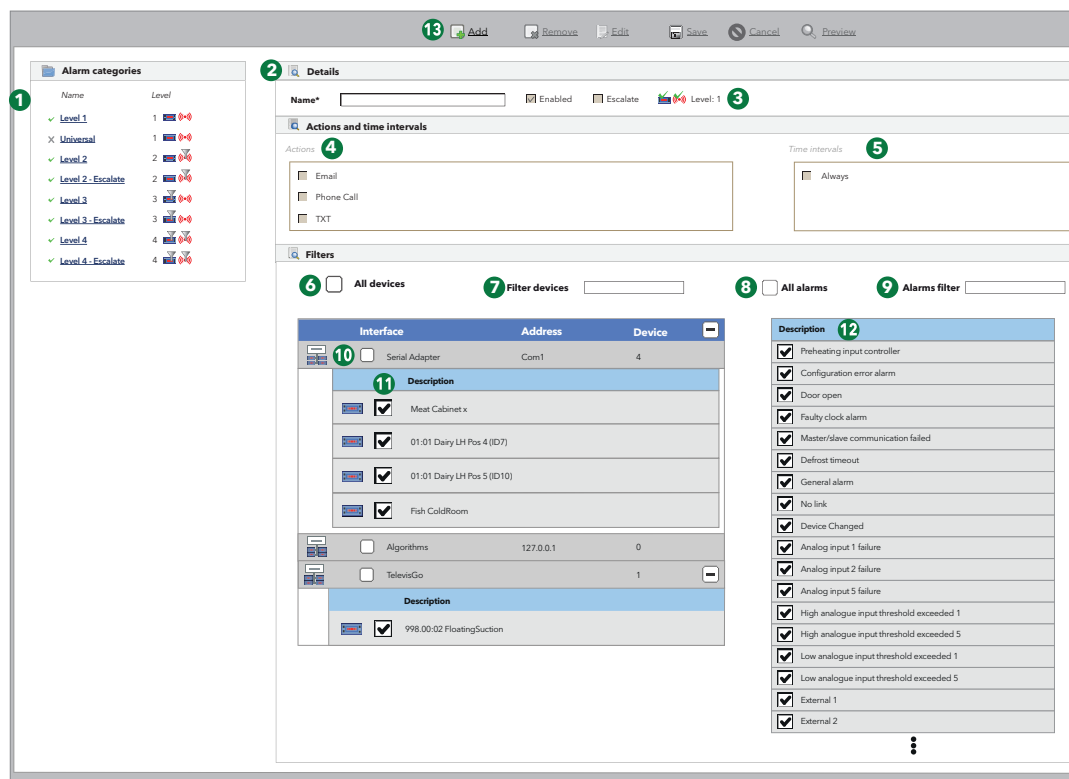 13 Add Remove Edit Save Cancel Preview
Alarm categories
1
Name Level
Level 1 1
Universal 1
Level 2 2
Level 2 - Escalate 2
Level 3 3
Level 3 - Escalate 3
Level 4 4
Level 4 - Escalate 4
2 Details
Name* Enabled Escalate Level: 1 3
Actions and time intervals
Actions 4 Time intervals 5
Email Always
Phone Call
TXT
Filters
6 All devices 7 Filter devices 8 All alarms 9 Alarms filter
Interface Address Device
10 Serial Adapter Com1 4
11 Description
Meat Cabinet x
01:01 Dairy LH Pos 4 (ID7)
01:01 Dairy LH Pos 5 (ID10)
Fish ColdRoom
Algorithms 127.0.0.1 0
TelevisGo 1
Description
998.00:02 FloatingSuction
Description 12
Preheating input controller
Configuration error alarm
Door open
Faulty clock alarm
Master/slave communication failed
Defrost timeout
General alarm
No link
Device Changed
Analog input 1 failure
Analog input 2 failure
Analog input 5 failure
High analogue input threshold exceeded 1
High analogue input threshold exceeded 5
Low analogue input threshold exceeded 1
Low analogue input threshold exceeded 5
External 1
External 2